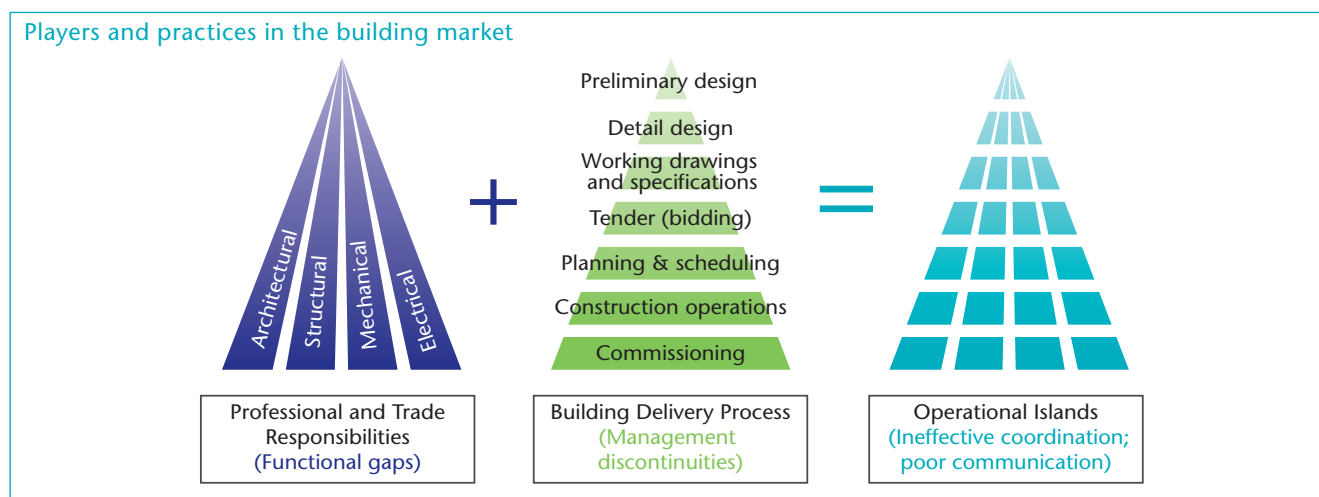 Players and practices in the building market
Architectural
Structural
Mechanical
Electrical
+
Preliminary design
Detail design
Working drawings
and specifications
Tender (bidding)
Planning & scheduling
Construction operations
Commissioning
=
Professional and Trade
Responsibilities
(Functional gaps)
Building Delivery Process
(Management
discontinuities)
Operational Islands
(Ineffective coordination;
poor communication)